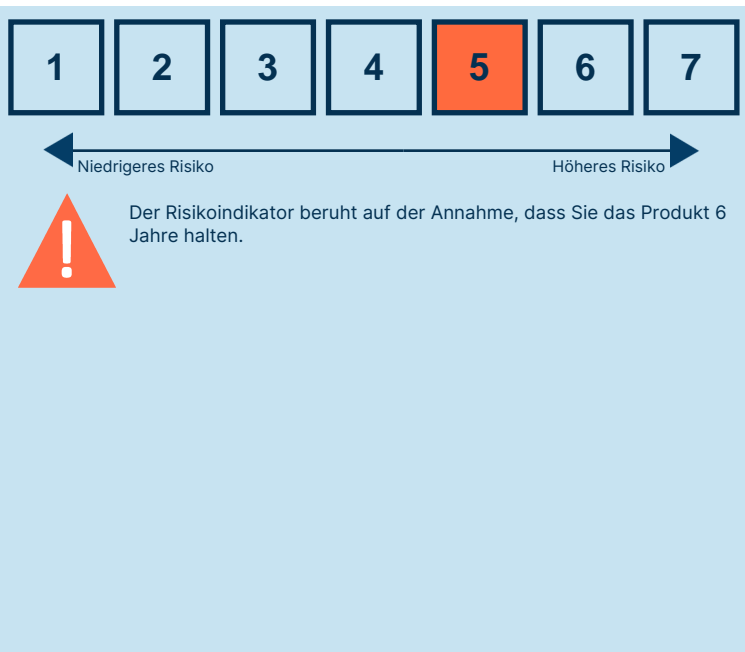 1 2 3 4 5 6 7
Niedrigeres Risiko Höheres Risiko
!
Der Risikoindikator beruht auf der Annahme, dass Sie das Produkt 6
Jahre halten.